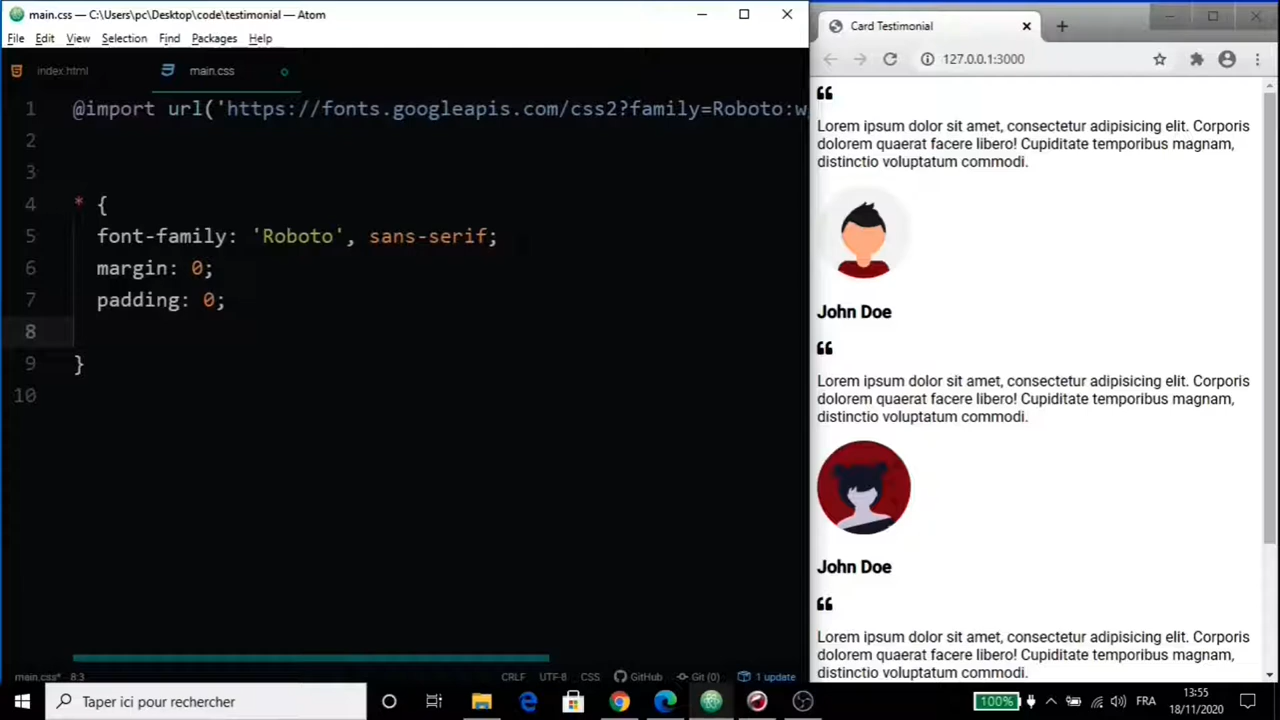 main.css — C:\Users\pc\Desktop\code\testimonial — Atom
File Edit View Selection Find Packages Help
index.html
main.css
1 @import url('https://fonts.googleapis.com/css2?family=Roboto:w
2
3
4 * {
5 font-family: 'Roboto', sans-serif;
6 margin: 0;
7 padding: 0;
8
9 }
10
main.css* 8:3 CRLF UTF-8 CSS GitHub Git (0) 1 update
Card Testimonial
127.0.0.1:3000
Lorem ipsum dolor sit amet, consectetur adipisicing elit. Corporis
dolorem quaerat facere libero! Cupiditate temporibus magnam,
distinctio voluptatum commodi.
John Doe
Lorem ipsum dolor sit amet, consectetur adipisicing elit. Corporis
dolorem quaerat facere libero! Cupiditate temporibus magnam,
distinctio voluptatum commodi.
John Doe
Lorem ipsum dolor sit amet, consectetur adipisicing elit. Corporis
dolorem quaerat facere libero! Cupiditate temporibus magnam,
distinctio voluptatum commodi.
Taper ici pour rechercher
100%
FRA
13:55
18/11/2020